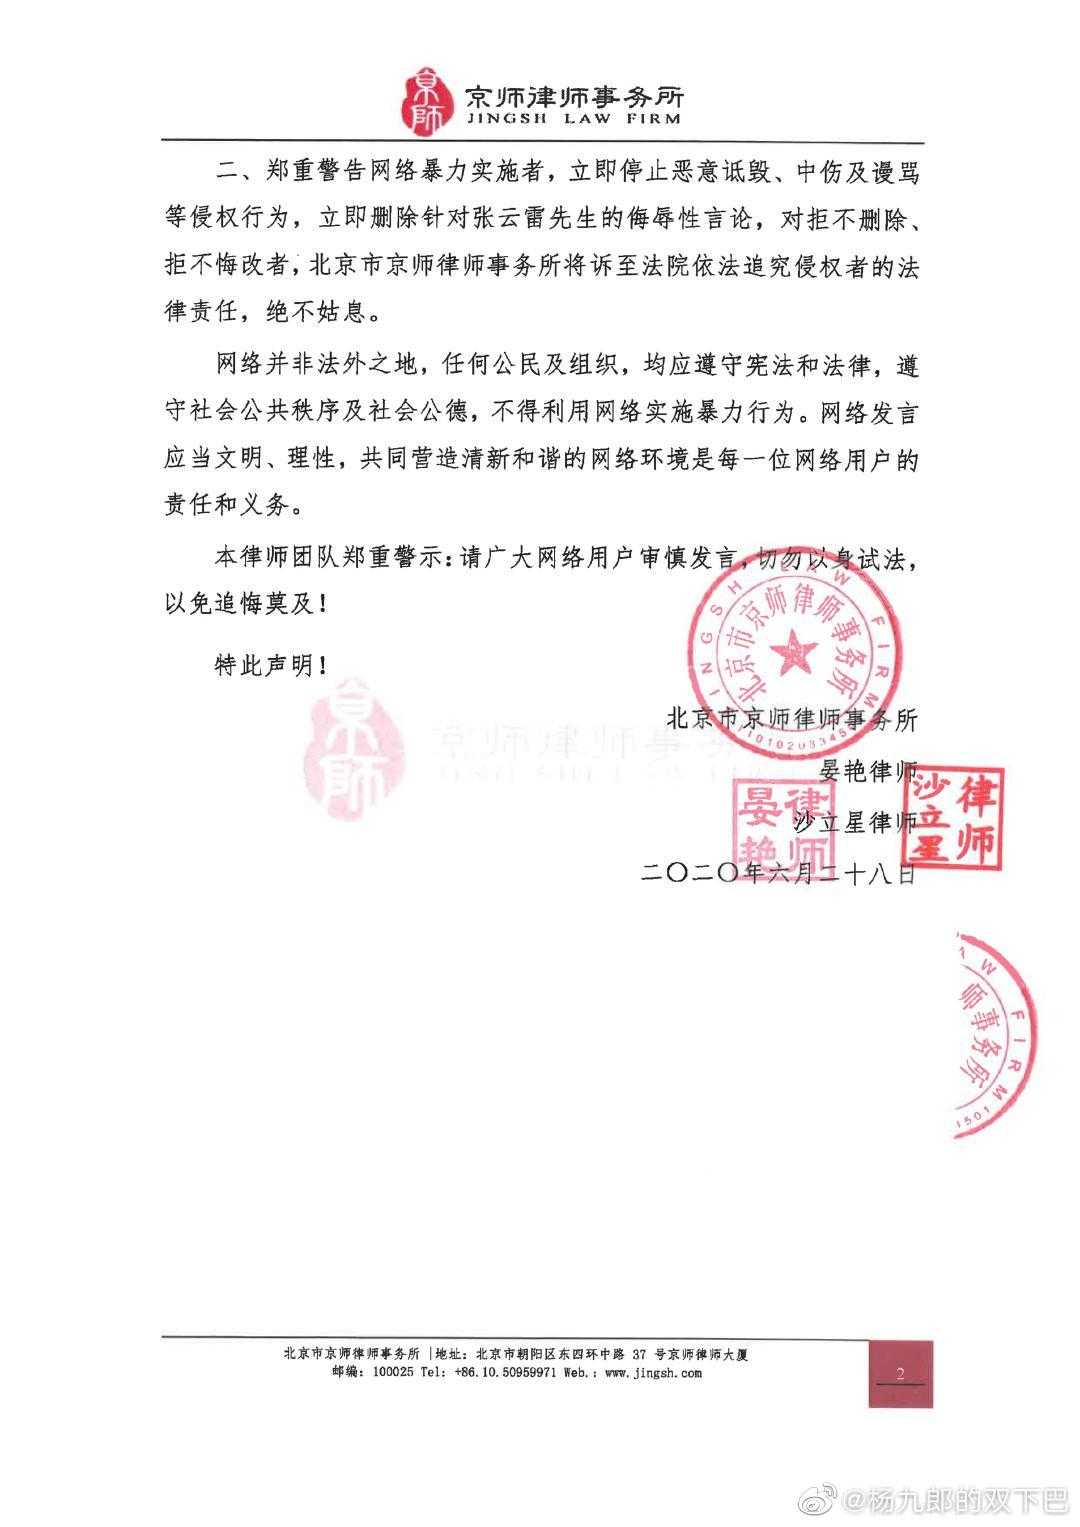 京師
京师律师事务所
JINGSH LAW FIRM
二、郑重警告网络暴力实施者，立即停止恶意诋毁、中伤及谩骂
等侵权行为，立即删除针对张云雷先生的侮辱性言论，对拒不删除、
拒不悔改者，北京市京师律师事务所将诉至法院依法追究侵权者的法
律责任，绝不姑息。
网络并非法外之地，任何公民及组织，均应遵守宪法和法律，遵
守社会公共秩序及社会公德，不得利用网络实施暴力行为。网络发言
应当文明、理性，共同营造清新和谐的网络环境是每一位网络用户的
责任和义务。
本律师团队郑重警示：请广大网络用户审慎发言，切勿以身试法，
以免追悔莫及！
特此声明！
JINGSH LAW FIRM
北京市京师律师事务所
京師
京师律师事务
北京市京师律师事务所
晏艳律师
沙立星律师
晏艳律师
沙立星律师
二〇二〇年六月二十八日
W FIRM
师事务所
1501
北京市京师律师事务所 |地址：北京市朝阳区东四环中路 37 号京师律师大厦
邮编：100025 Tel：+86.10.50959971 Web.：www.jingsh.com
2
@杨九郎的双下巴